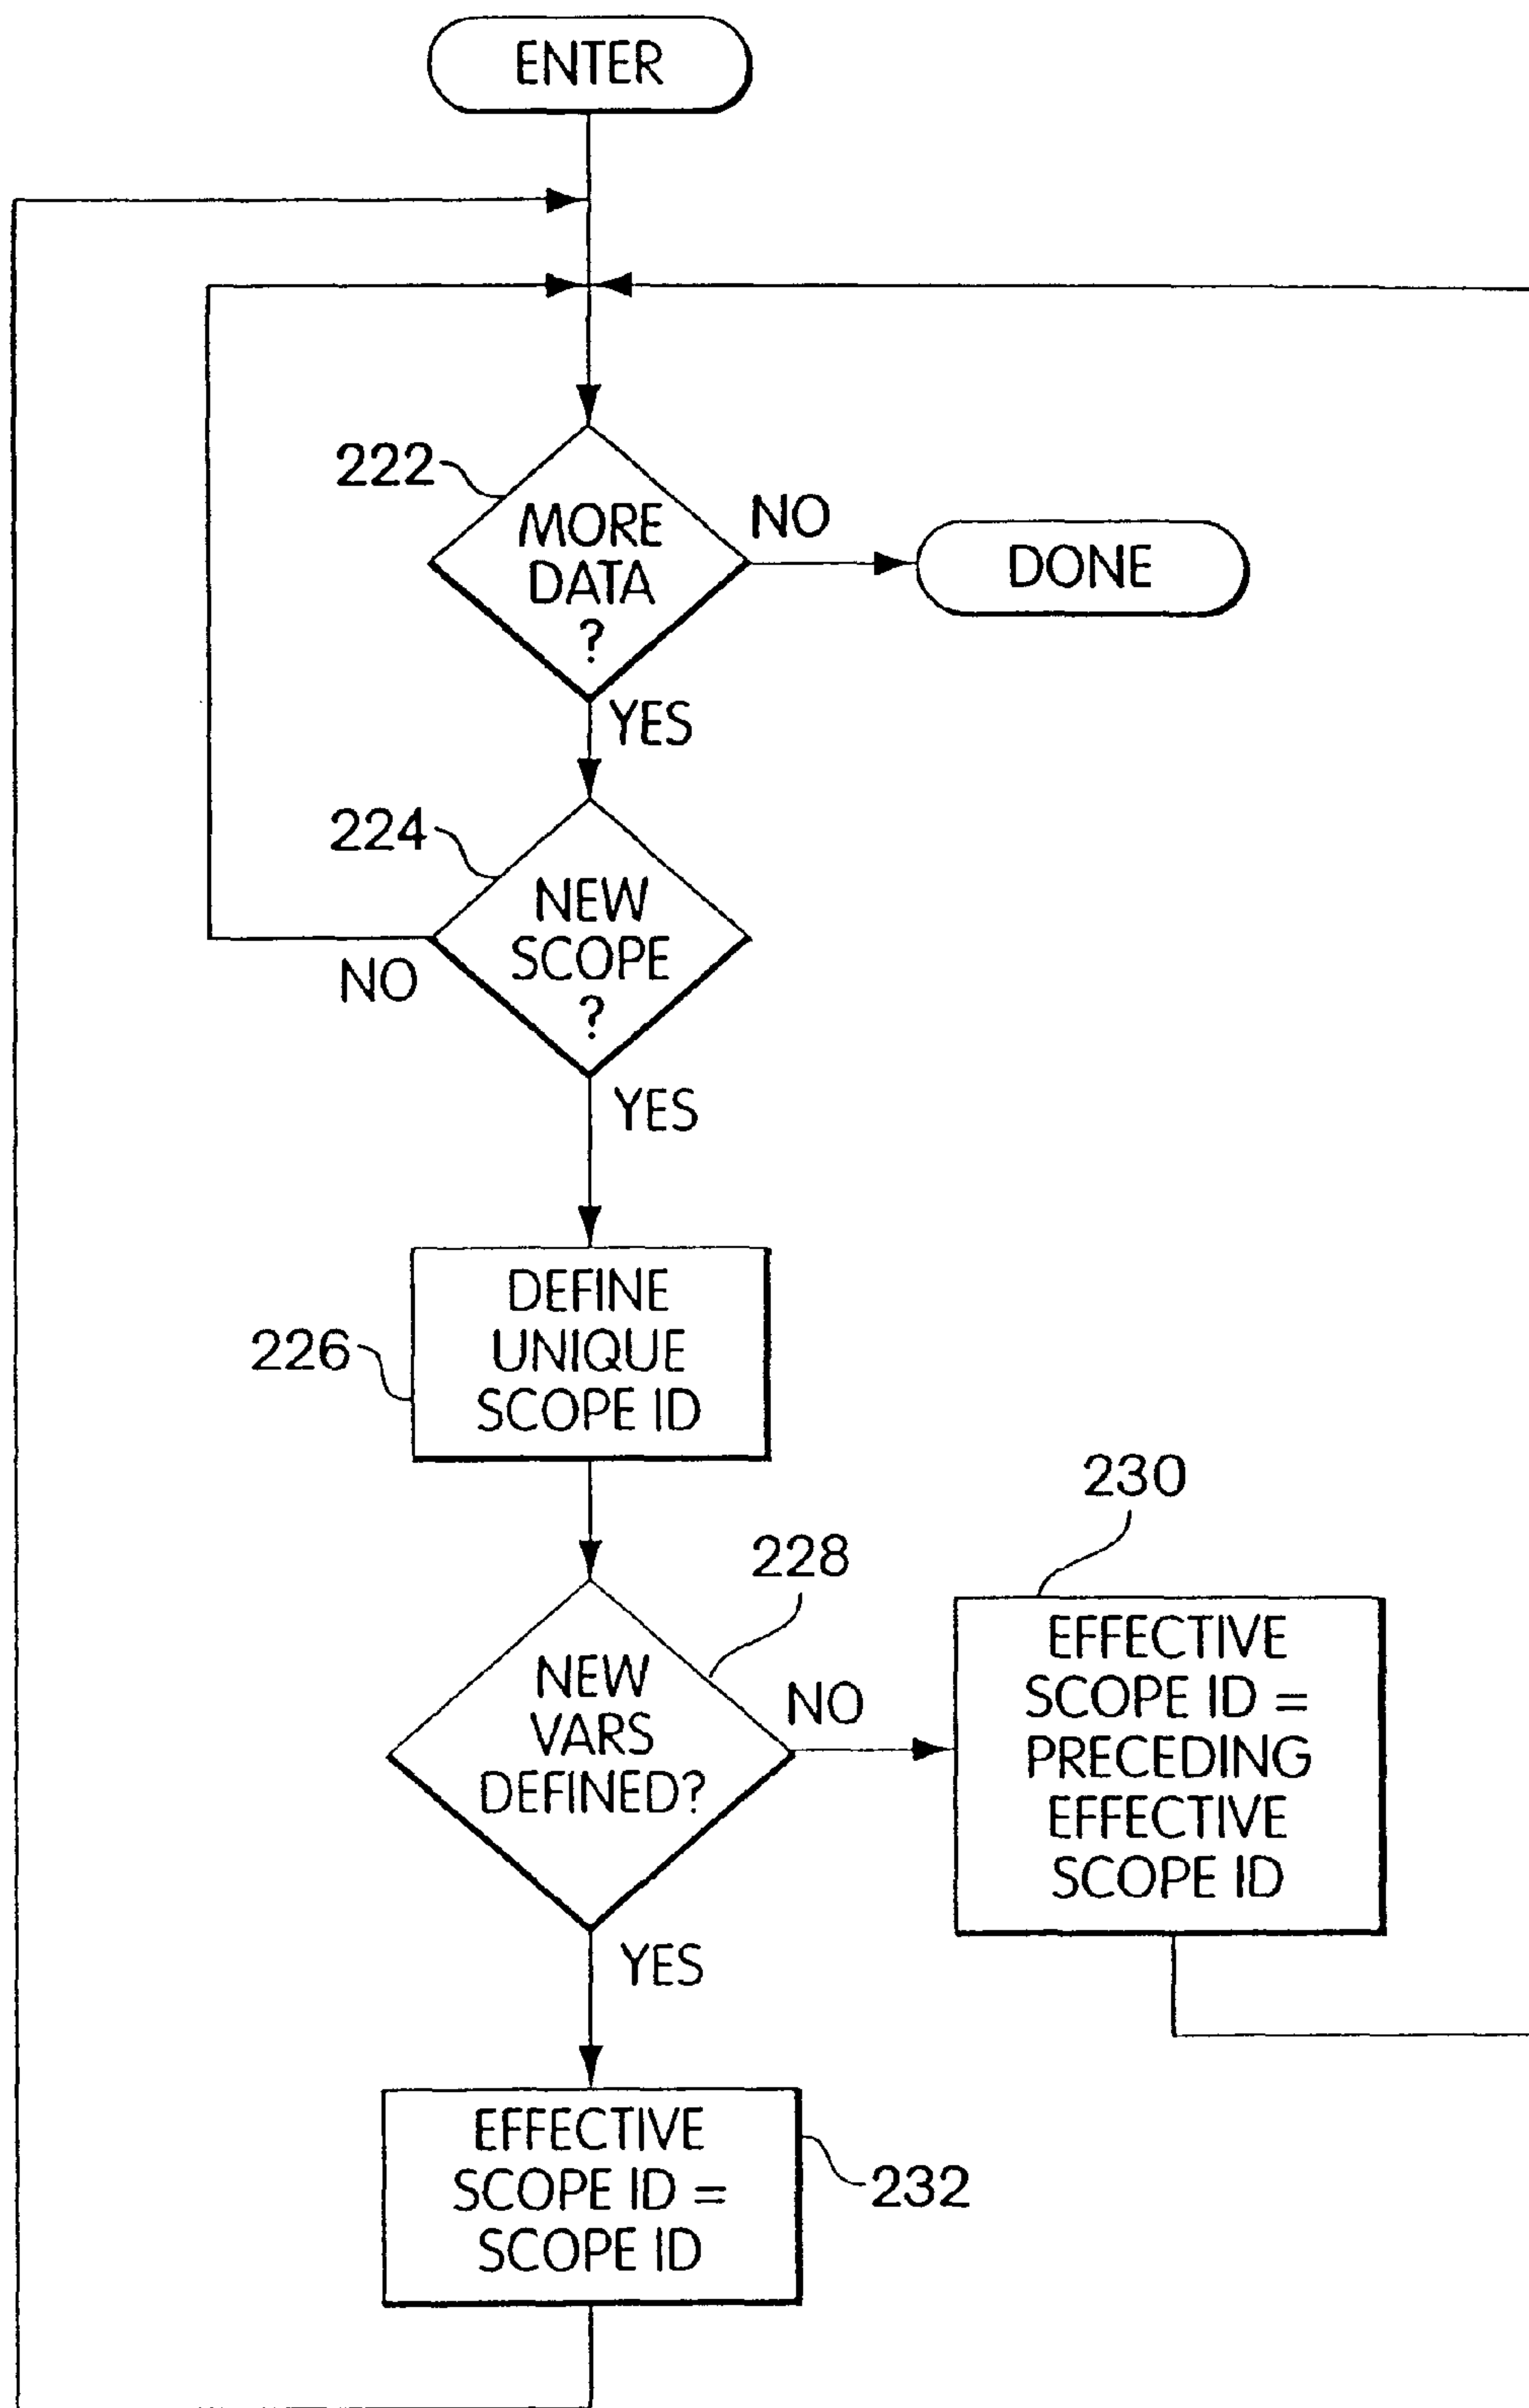 ENTER
222
MORE
DATA
?
NO
DONE
YES
224
NEW
SCOPE
?
NO
YES
226
DEFINE
UNIQUE
SCOPE ID
228
NEW
VARS
DEFINED?
NO
230
EFFECTIVE
SCOPE ID =
PRECEDING
EFFECTIVE
SCOPE ID
YES
EFFECTIVE
SCOPE ID =
SCOPE ID
232